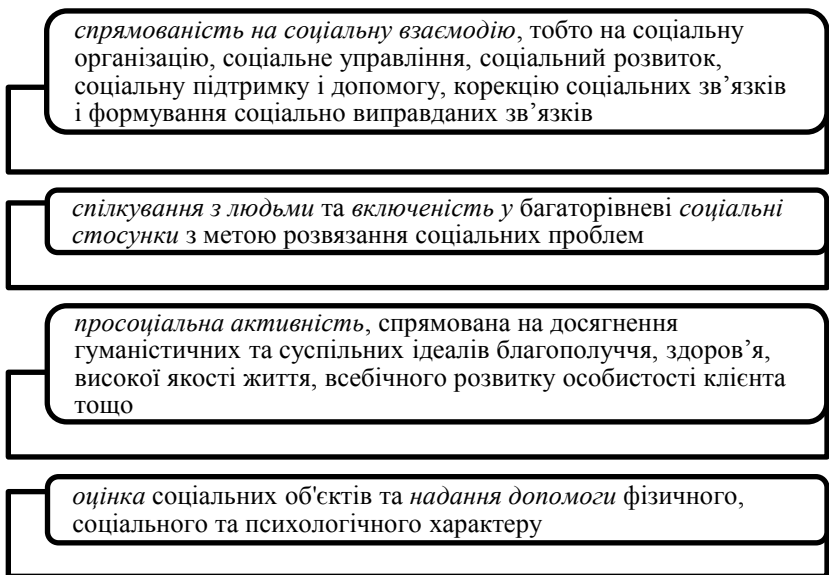 спрямованість на соціальну взаємодію, тобто на соціальну
організацію, соціальне управління, соціальний розвиток,
соціальну підтримку і допомогу, корекцію соціальних зв’язків
і формування соціально виправданих зв’язків
спілкування з людьми та включеність у багаторівневі соціальні
стосунки з метою розвязання соціальних проблем
просоціальна активність, спрямована на досягнення
гуманістичних та суспільних ідеалів благополуччя, здоров’я,
високої якості життя, всебічного розвитку особистості клієнта
тощо
оцінка соціальних об'єктів та надання допомоги фізичного,
соціального та психологічного характеру